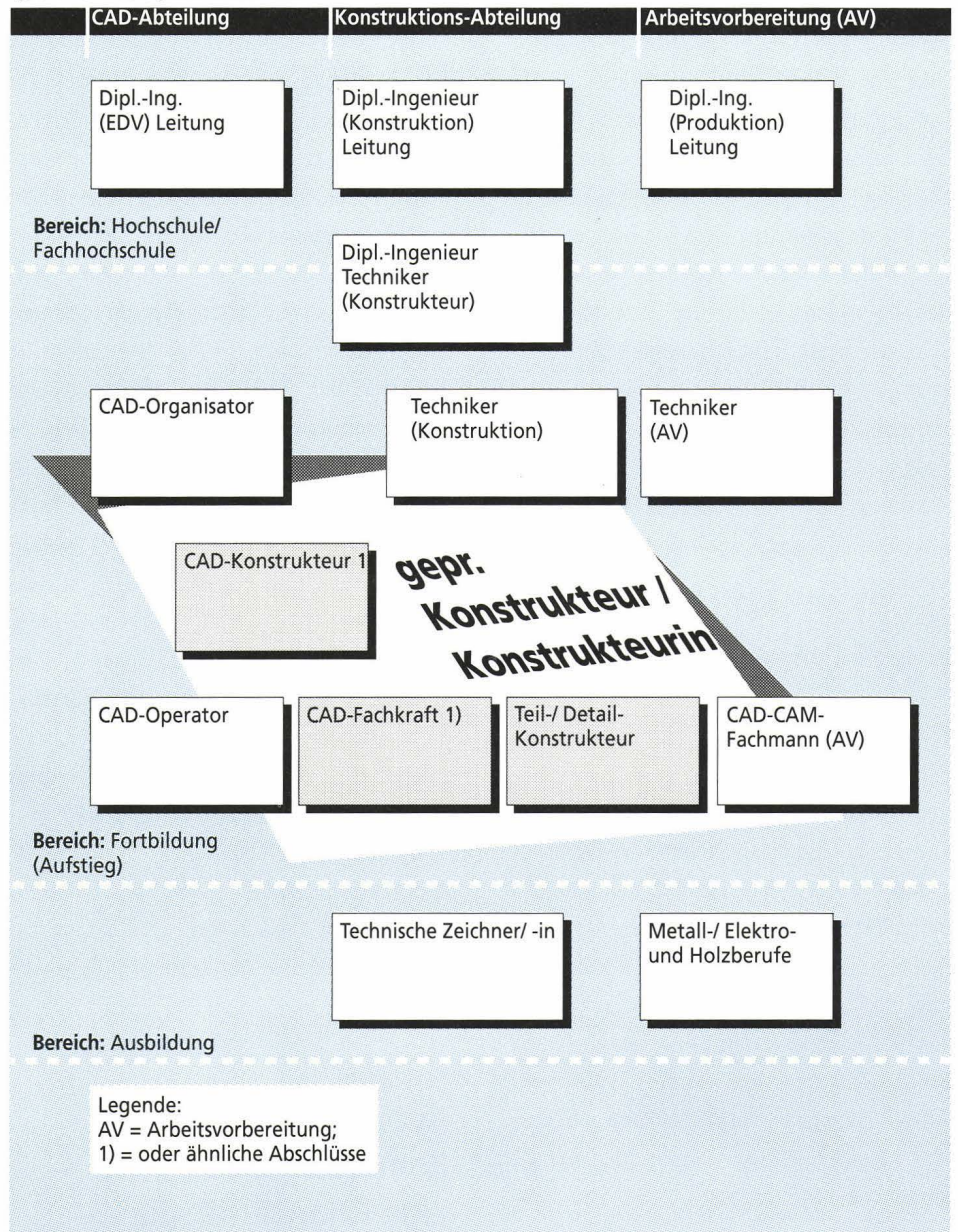 CAD-Abteilung
Konstruktions-Abteilung
Arbeitsvorbereitung (AV)
Dipl.-Ing.
(EDV) Leitung
Dipl.-Ingenieur
(Konstruktion)
Leitung
Dipl.-Ing.
(Produktion)
Leitung
Bereich: Hochschule/
Fachhochschule
Dipl.-Ingenieur
Techniker
(Konstrukteur)
CAD-Organisator
Techniker
(Konstruktion)
Techniker
(AV)
CAD-Konstrukteur 1
gepr.
Konstrukteur /
Konstrukteurin
CAD-Operator
CAD-Fachkraft 1)
Teil-/ Detail-
Konstrukteur
CAD-CAM-
Fachmann (AV)
Bereich: Fortbildung
(Aufstieg)
Technische Zeichner/ -in
Metall-/ Elektro-
und Holzberufe
Bereich: Ausbildung
Legende:
AV = Arbeitsvorbereitung;
1) = oder ähnliche Abschlüsse